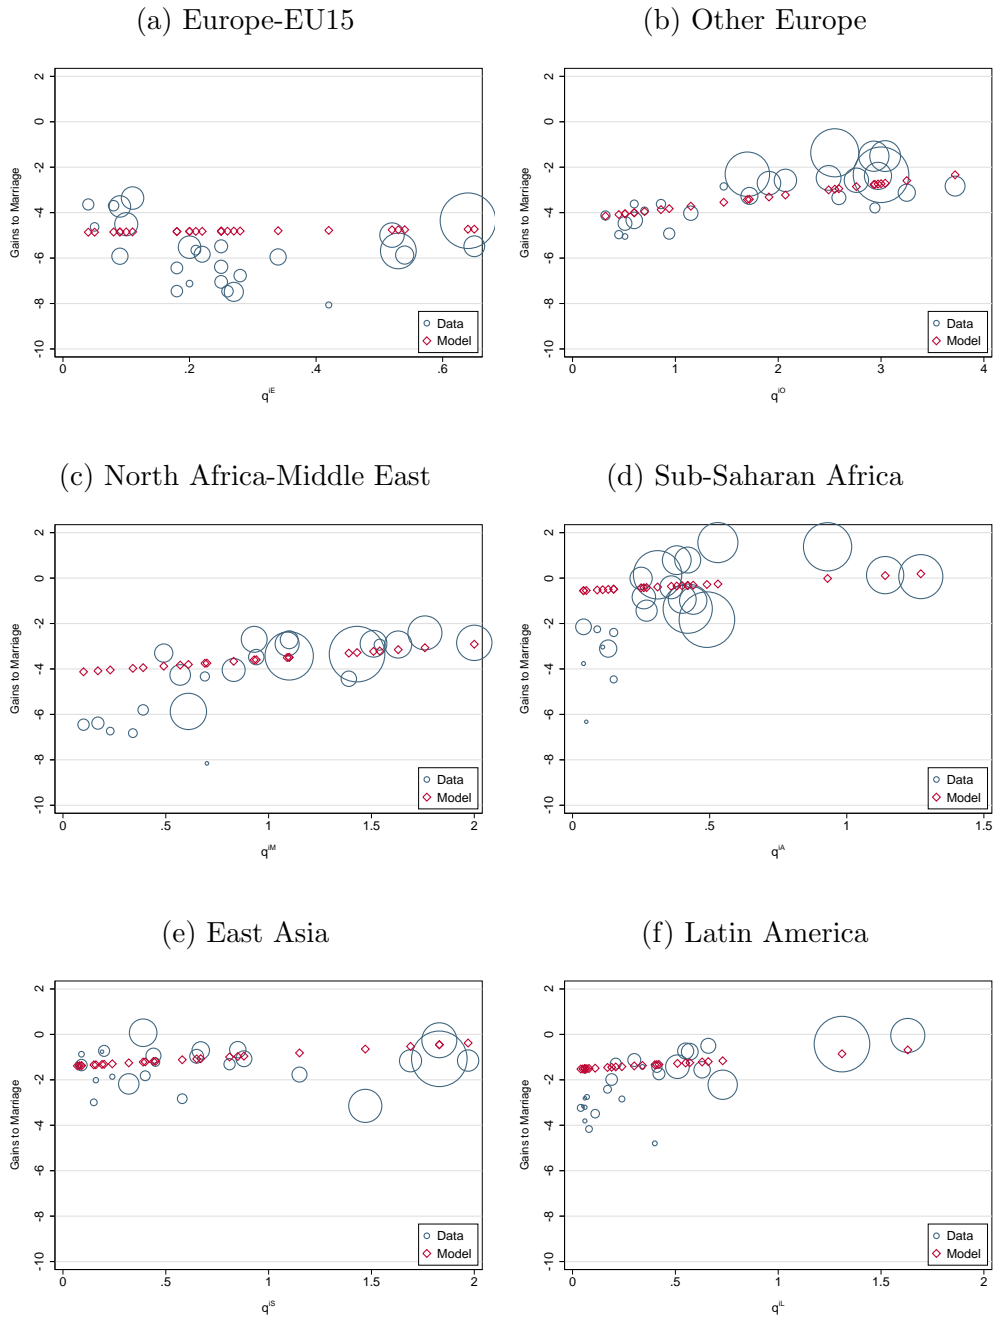 (a) Europe-EU15
(b) Other Europe
2
0
-2
-4
-6
-8
-10
Gains to Marriage
0
.2
.4
.6
q^iE
Data
Model
2
0
-2
-4
-6
-8
-10
Gains to Marriage
0
1
2
3
4
q^iO
Data
Model
(c) North Africa-Middle East
(d) Sub-Saharan Africa
2
0
-2
-4
-6
-8
-10
Gains to Marriage
0
.5
1
1.5
2
q^iM
Data
Model
2
0
-2
-4
-6
-8
-10
Gains to Marriage
0
.5
1
1.5
q^iA
Data
Model
(e) East Asia
(f) Latin America
2
0
-2
-4
-6
-8
-10
Gains to Marriage
0
.5
1
1.5
2
q^iS
Data
Model
2
0
-2
-4
-6
-8
-10
Gains to Marriage
0
.5
1
1.5
2
q^iL
Data
Model